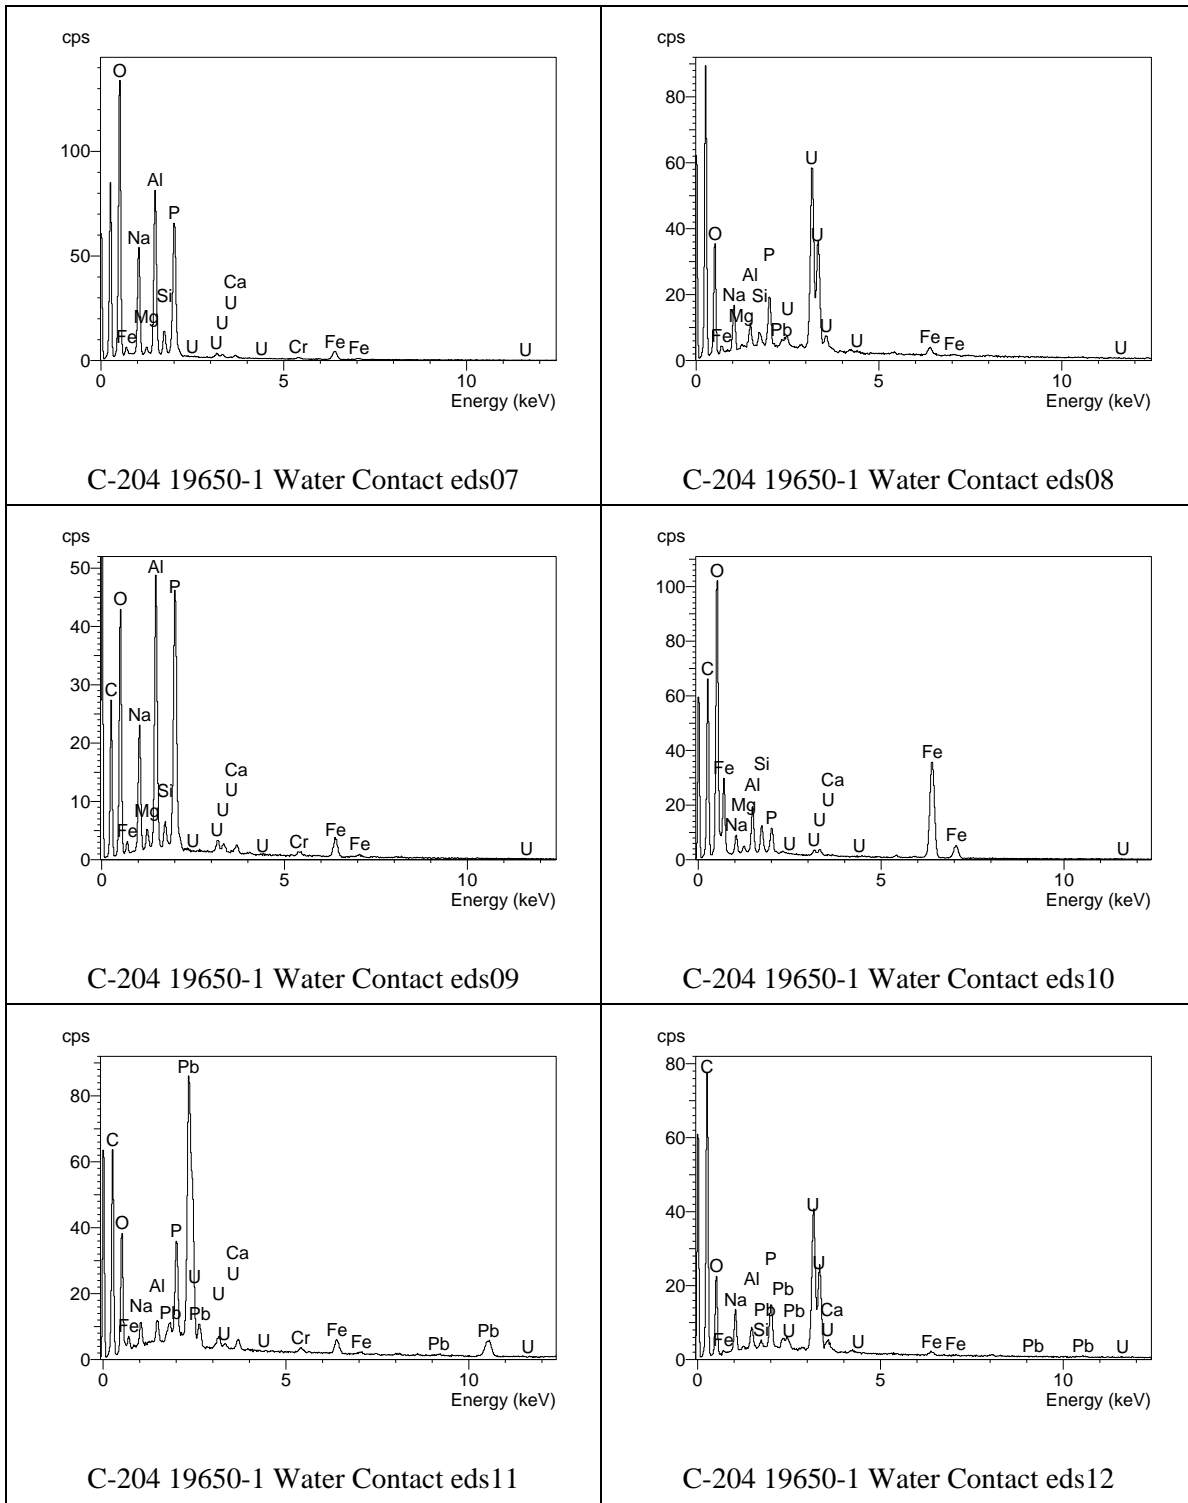 cps
O
100
Al
P
Na
50
Ca
Si
U
Mg
U
Fe
U
U
U
Cr
Fe
Fe
U
0
0
5
10
Energy (keV)
C-204 19650-1 Water Contact eds07
cps
80
U
60
40
O
U
P
Al
20
Na
Si
U
Mg
Pb
U
Fe
U
Fe
Fe
U
0
0
5
10
Energy (keV)
C-204 19650-1 Water Contact eds08
cps
50
Al
P
O
40
30
C
Na
20
Ca
Si
U
10
Mg
U
Fe
U
U
U
Cr
Fe
Fe
U
0
0
5
10
Energy (keV)
C-204 19650-1 Water Contact eds09
cps
O
100
80
C
60
40
Fe
Si
Fe
Ca
Al
Mg
U
20
Na
P
U
U
U
U
Fe
U
0
0
5
10
Energy (keV)
C-204 19650-1 Water Contact eds10
cps
Pb
80
C
60
40
O
P
Ca
U
U
Al
20
U
Na
Pb
Pb
Fe
U
U
Cr
Fe
Fe
Pb
Pb
U
0
0
5
10
Energy (keV)
C-204 19650-1 Water Contact eds11
cps
80
C
60
40
U
P
O
U
Al
Pb
20
Na
Pb
Pb
Ca
U
Fe
Si
U
U
U
Fe
Fe
Pb
Pb
U
0
0
5
10
Energy (keV)
C-204 19650-1 Water Contact eds12